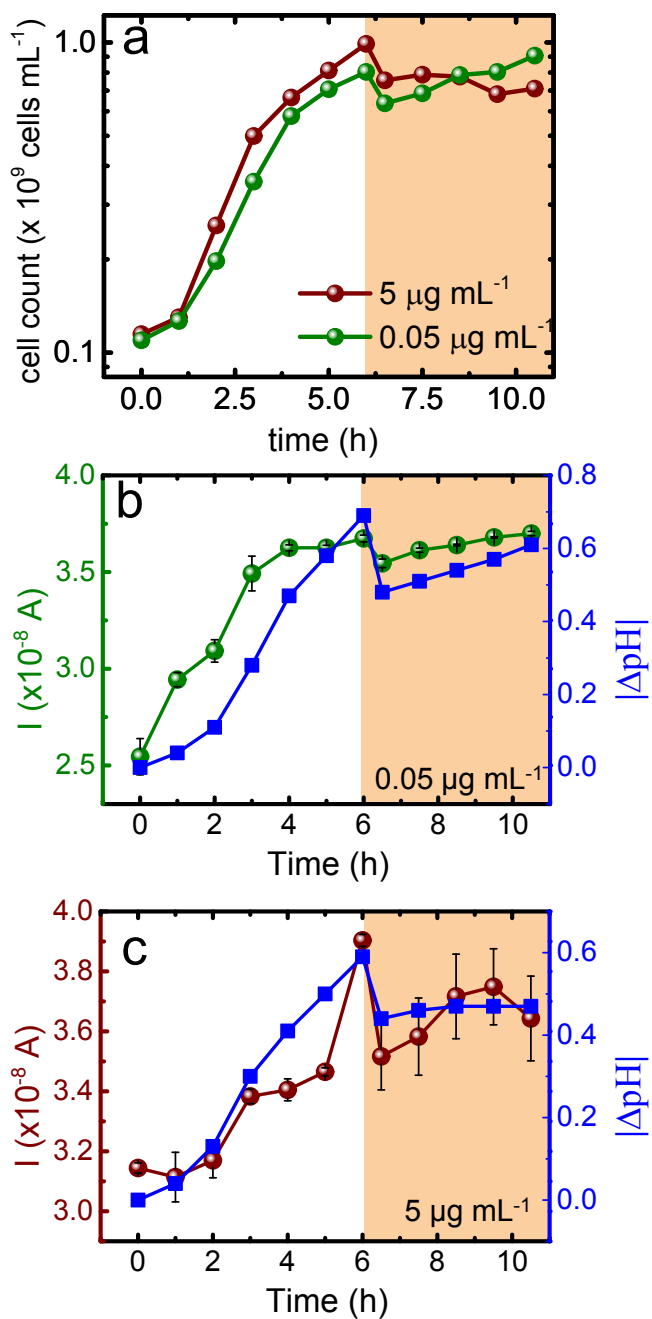 a
1.0
0.1
cell count (x 10⁹ cells mL⁻¹)
5 μg mL⁻¹
0.05 μg mL⁻¹
0.0 2.5 5.0 7.5 10.0
time (h)
b
4.0
3.5
3.0
2.5
I (x10⁻⁸ A)
0.8
0.6
0.4
0.2
0.0
|ΔpH|
0.05 μg mL⁻¹
0 2 4 6 8 10
Time (h)
c
4.0
3.8
3.6
3.4
3.2
3.0
I (x10⁻⁸ A)
0.6
0.4
0.2
0.0
|ΔpH|
5 μg mL⁻¹
0 2 4 6 8 10
Time (h)